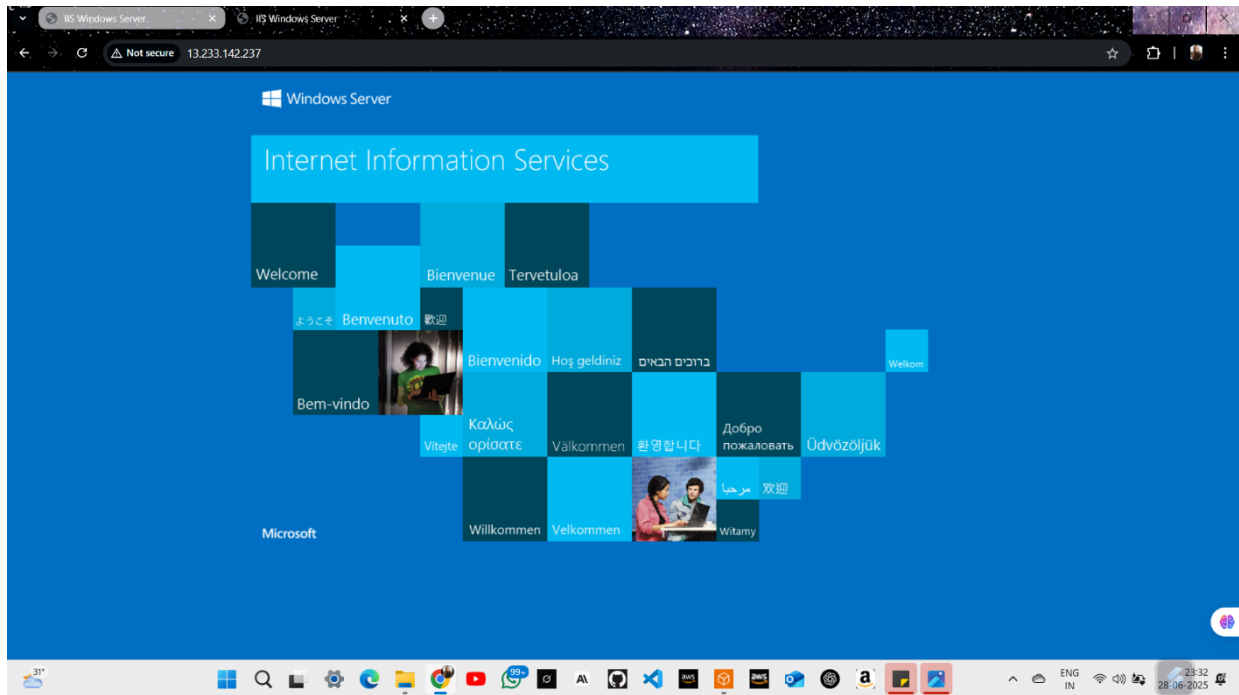 IIS Windows Server
IIS Windows Server
Not secure
13.233.142.237
Windows Server
Internet Information Services
Welcome
Bienvenue
Tervetuloa
ようこそ
Benvenuto
歡迎
Bienvenido
Hoş geldiniz
ברוכים הבאים
Welkom
Bem-vindo
Vítejte
Καλώς
ορίσατε
Välkommen
환영합니다
Добро
пожаловать
Üdvözöljük
مرحبا
欢迎
Microsoft
Willkommen
Velkommen
Witamy
31°
99+
aws
aws
a
ENG
IN
23:32
28-06-2025